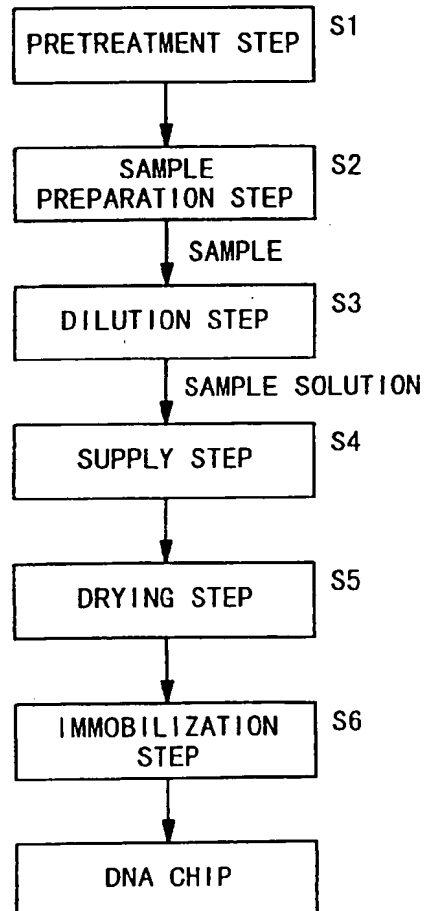 PRETREATMENT STEP
S1
SAMPLE
PREPARATION STEP
S2
SAMPLE
DILUTION STEP
S3
SAMPLE SOLUTION
SUPPLY STEP
S4
DRYING STEP
S5
IMMOBILIZATION
STEP
S6
DNA CHIP